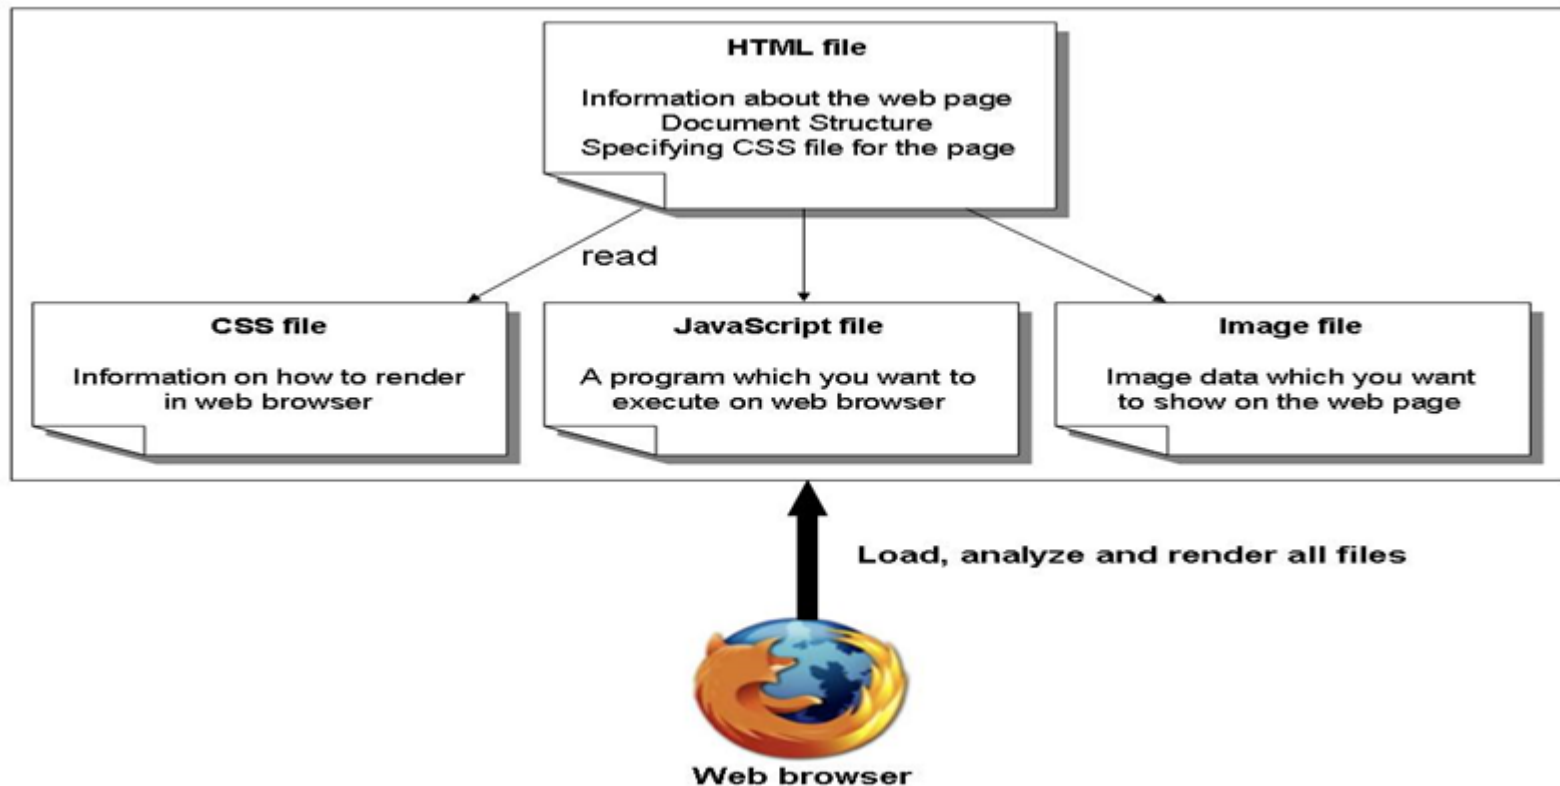 HTML file
Information about the web page
Document Structure
Specifying CSS file for the page
read
CSS file
Information on how to render
in web browser
JavaScript file
A program which you want to
execute on web browser
Image file
Image data which you want
to show on the web page
Load, analyze and render all files
Web browser